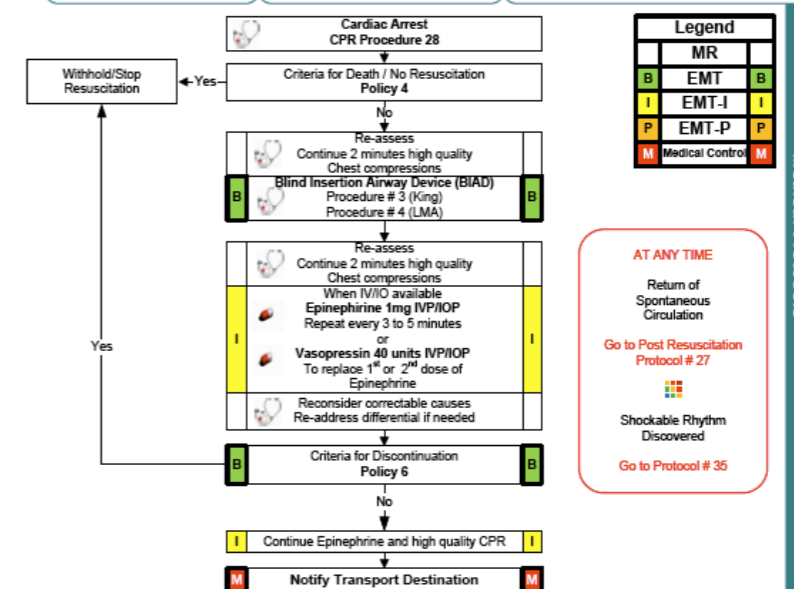 Cardiac Arrest
CPR Procedure 28
Withhold/Stop
Resuscitation
Yes
Criteria for Death / No Resuscitation
Policy 4
No
Re-assess
Continue 2 minutes high quality
Chest compressions
B
Blind Insertion Airway Device (BIAD)
Procedure # 3 (King)
Procedure # 4 (LMA)
B
Re-assess
Continue 2 minutes high quality
Chest compressions
I
When IV/IO available
Epinephirine 1mg IVP/IOP
Repeat every 3 to 5 minutes
or
Vasopressin 40 units IVP/IOP
To replace 1st or 2nd dose of
Epinephrine
I
Reconsider correctable causes
Re-address differential if needed
Yes
B
Criteria for Discontinuation
Policy 6
B
No
I
Continue Epinephrine and high quality CPR
I
M
Notify Transport Destination
M
Legend
MR
B EMT B
I EMT-I I
P EMT-P P
M Medical Control M
AT ANY TIME
Return of
Spontaneous
Circulation
Go to Post Resuscitation
Protocol # 27
Shockable Rhythm
Discovered
Go to Protocol # 35